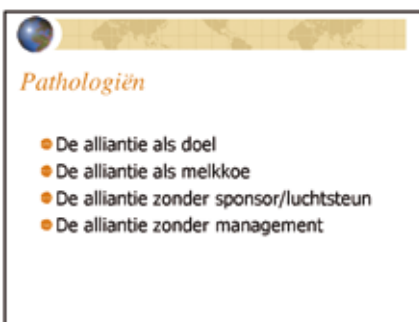 Pathologiën
De alliantie als doel
De alliantie als melkkoe
De alliantie zonder sponsor/luchtsteun
De alliantie zonder management